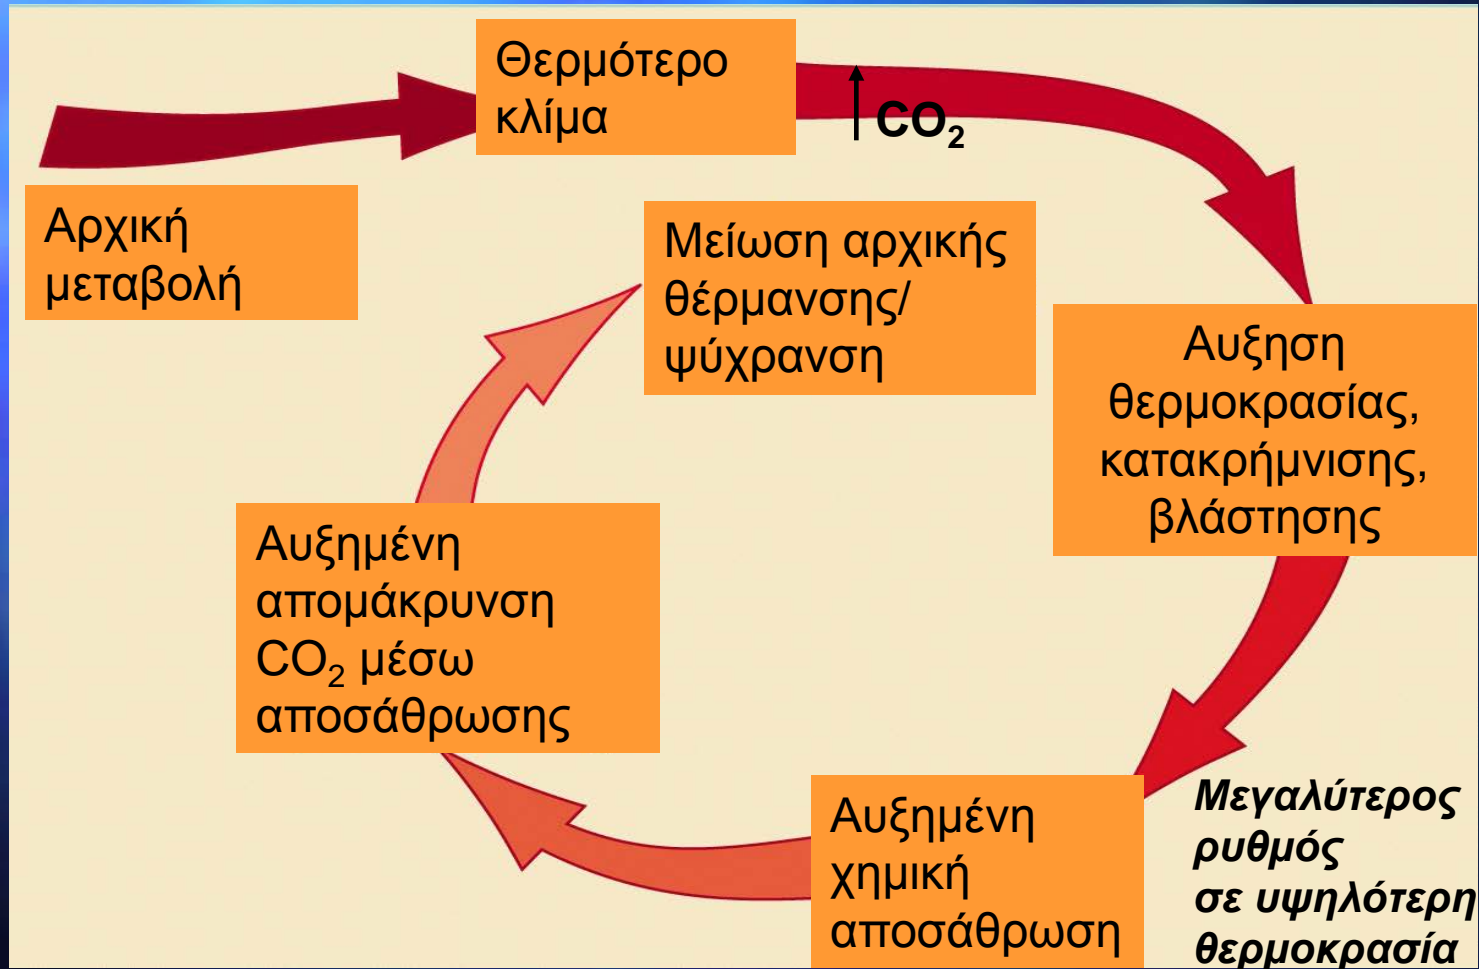 Θερμότερο
κλίμα
CO₂
Αρχική
μεταβολή
Μείωση αρχικής
θέρμανσης/
ψύχρανση
Αυξηση
θερμοκρασίας,
κατακρήμνισης,
βλάστησης
Αυξημένη
απομάκρυνση
CO₂ μέσω
αποσάθρωσης
Αυξημένη
χημική
αποσάθρωση
Μεγαλύτερος
ρυθμός
σε υψηλότερη
θερμοκρασία